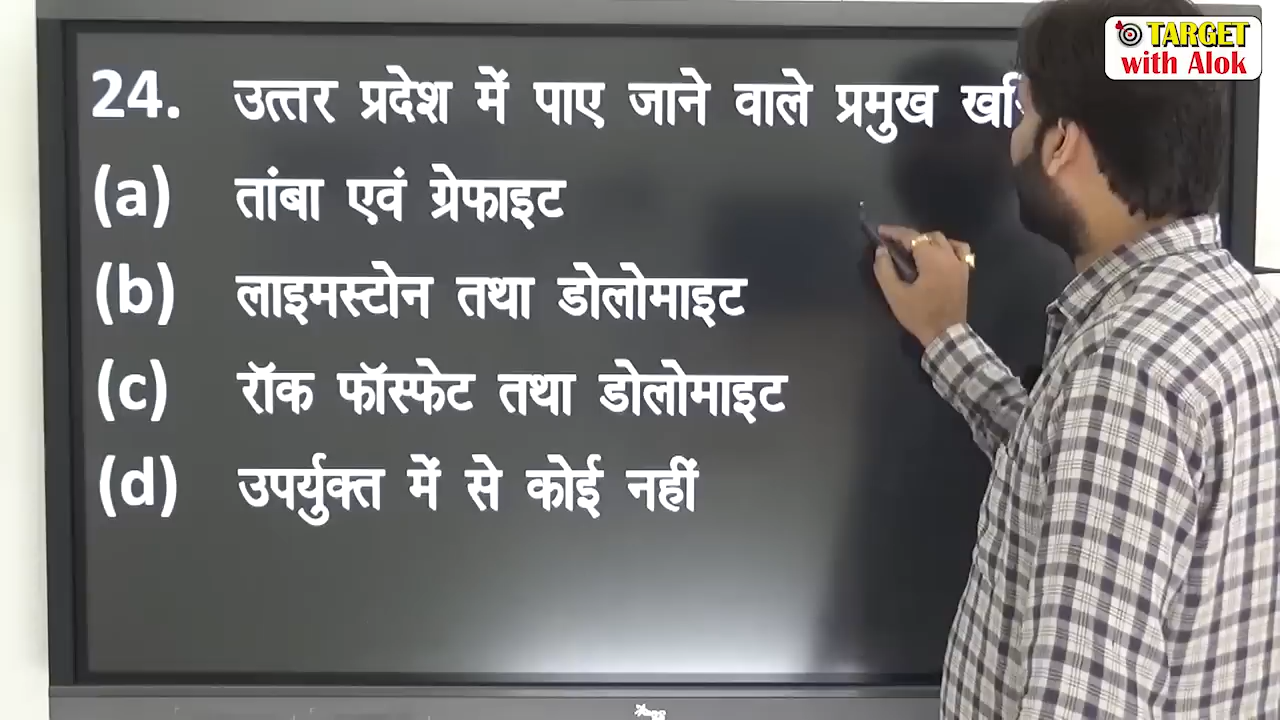 TARGET
with Alok
24. उत्तर प्रदेश में पाए जाने वाले प्रमुख
(a) तांबा एवं ग्रेफाइट
(b) लाइमस्टोन तथा डोलोमाइट
(c) रॉक फॉस्फेट तथा डोलोमाइट
(d) उपर्युक्त में से कोई नहीं